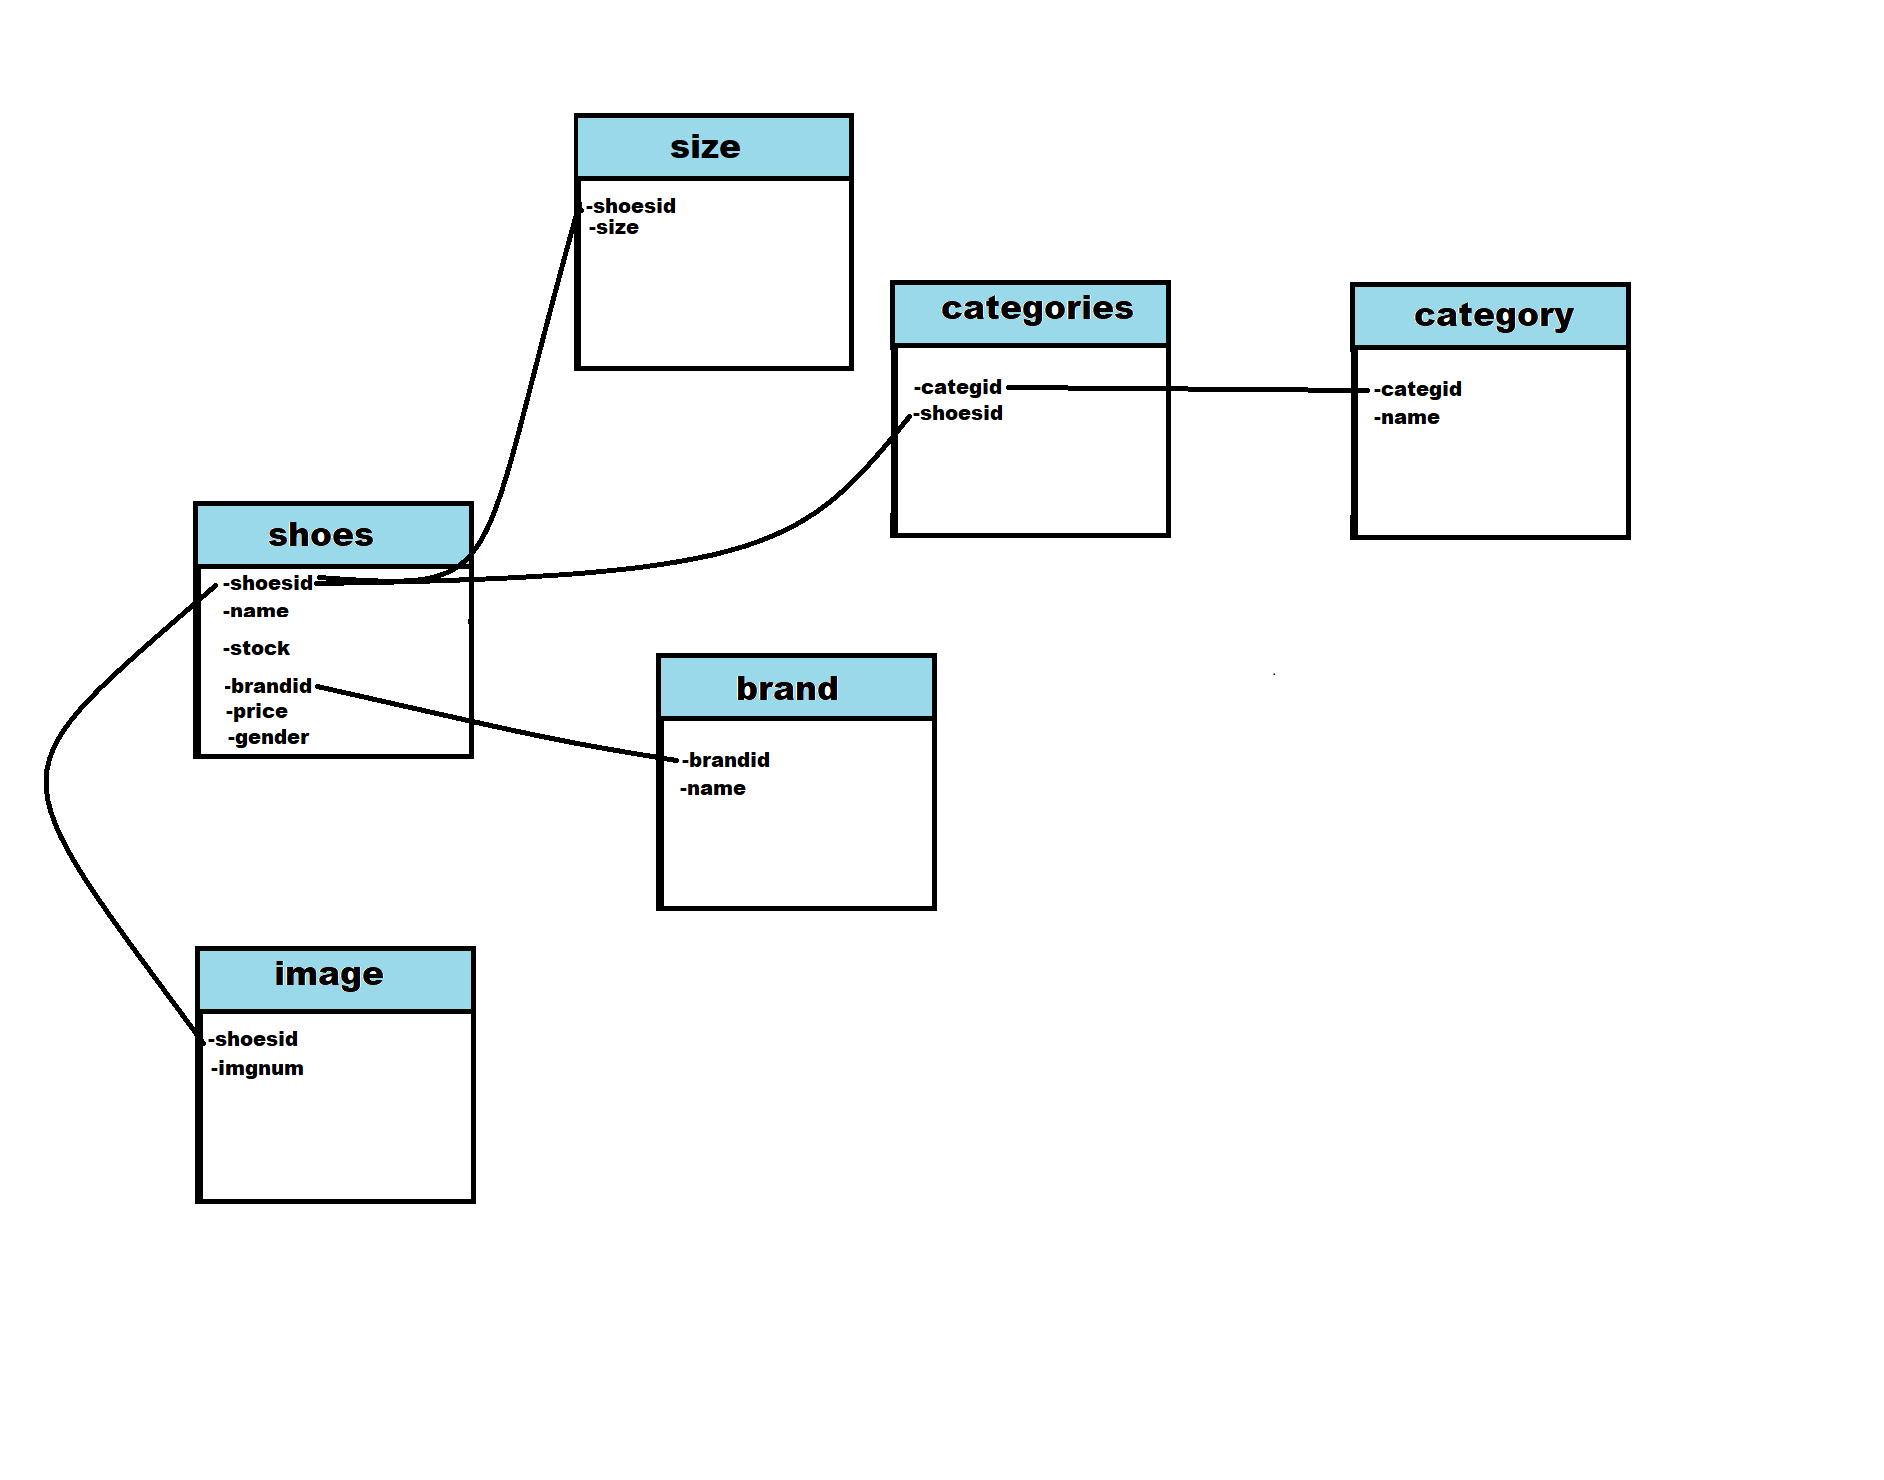 size
-shoesid
-size
categories
-categid
-shoesid
category
-categid
-name
shoes
-shoesid
-name
-stock
-brandid
-price
-gender
brand
-brandid
-name
image
-shoesid
-imgnum